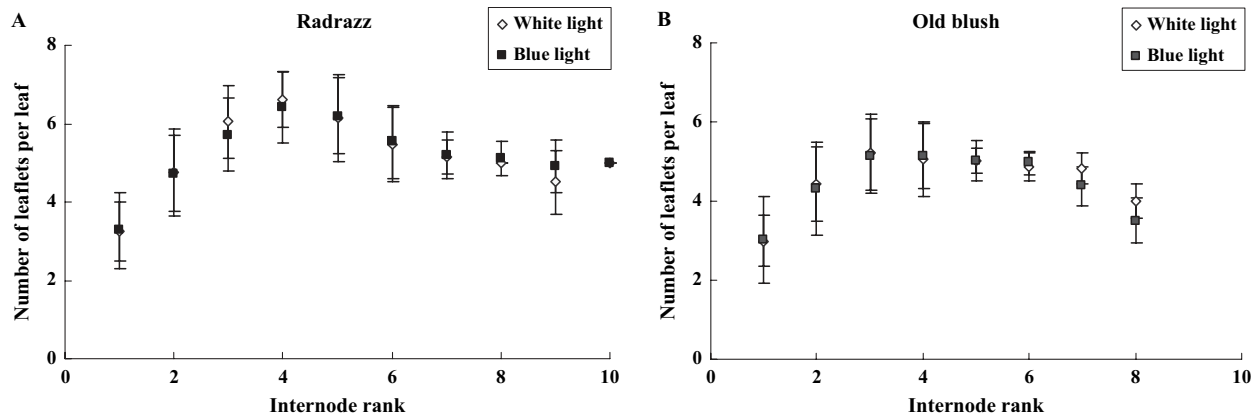 A
Radrazz
White light
Blue light
Number of leaflets per leaf
8
6
4
2
0
0 2 4 6 8 10
Internode rank
B
Old blush
White light
Blue light
Number of leaflets per leaf
8
6
4
2
0
0 2 4 6 8 10
Internode rank